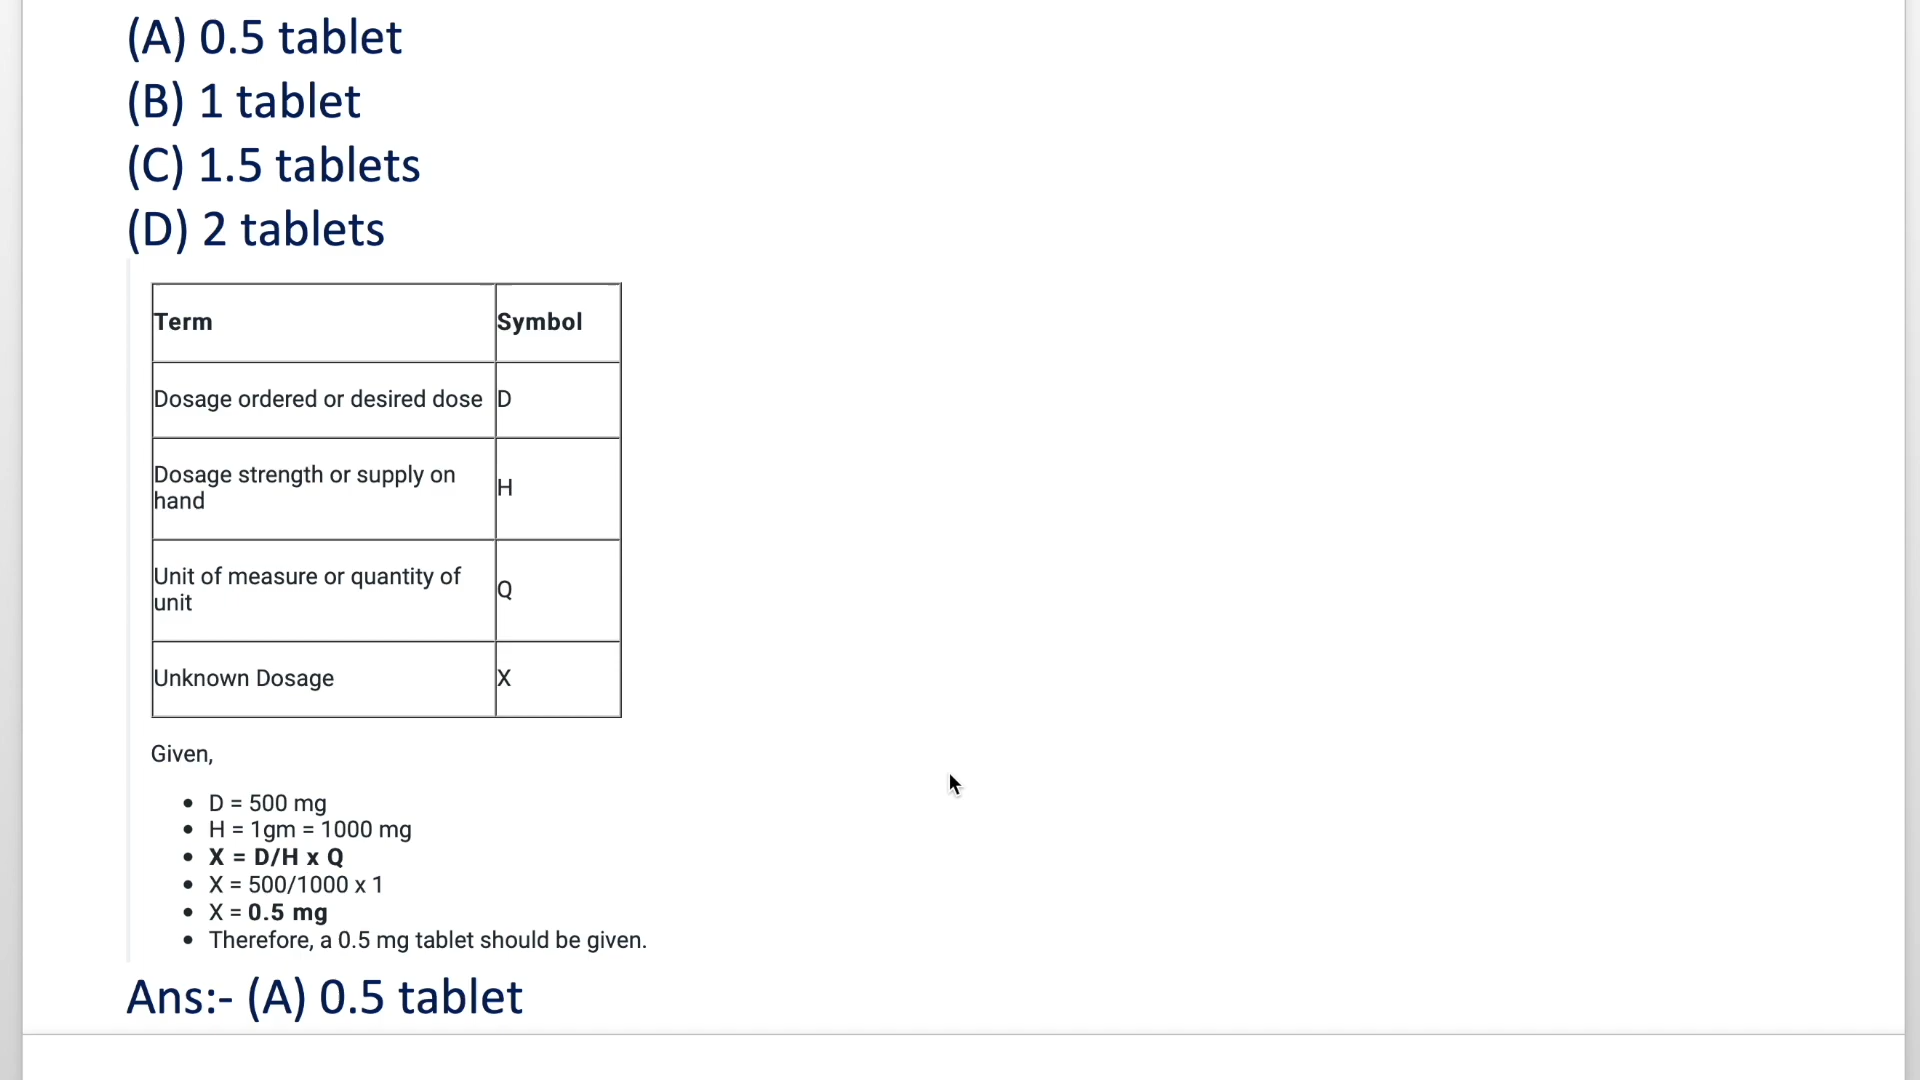 (A) 0.5 tablet
(B) 1 tablet
(C) 1.5 tablets
(D) 2 tablets
Term Symbol
Dosage ordered or desired dose D
Dosage strength or supply on
hand
H
Unit of measure or quantity of
unit
Q
Unknown Dosage X
Given,
• D = 500 mg
• H = 1gm = 1000 mg
• X = D/H x Q
• X = 500/1000 x 1
• X = 0.5 mg
• Therefore, a 0.5 mg tablet should be given.
Ans:- (A) 0.5 tablet